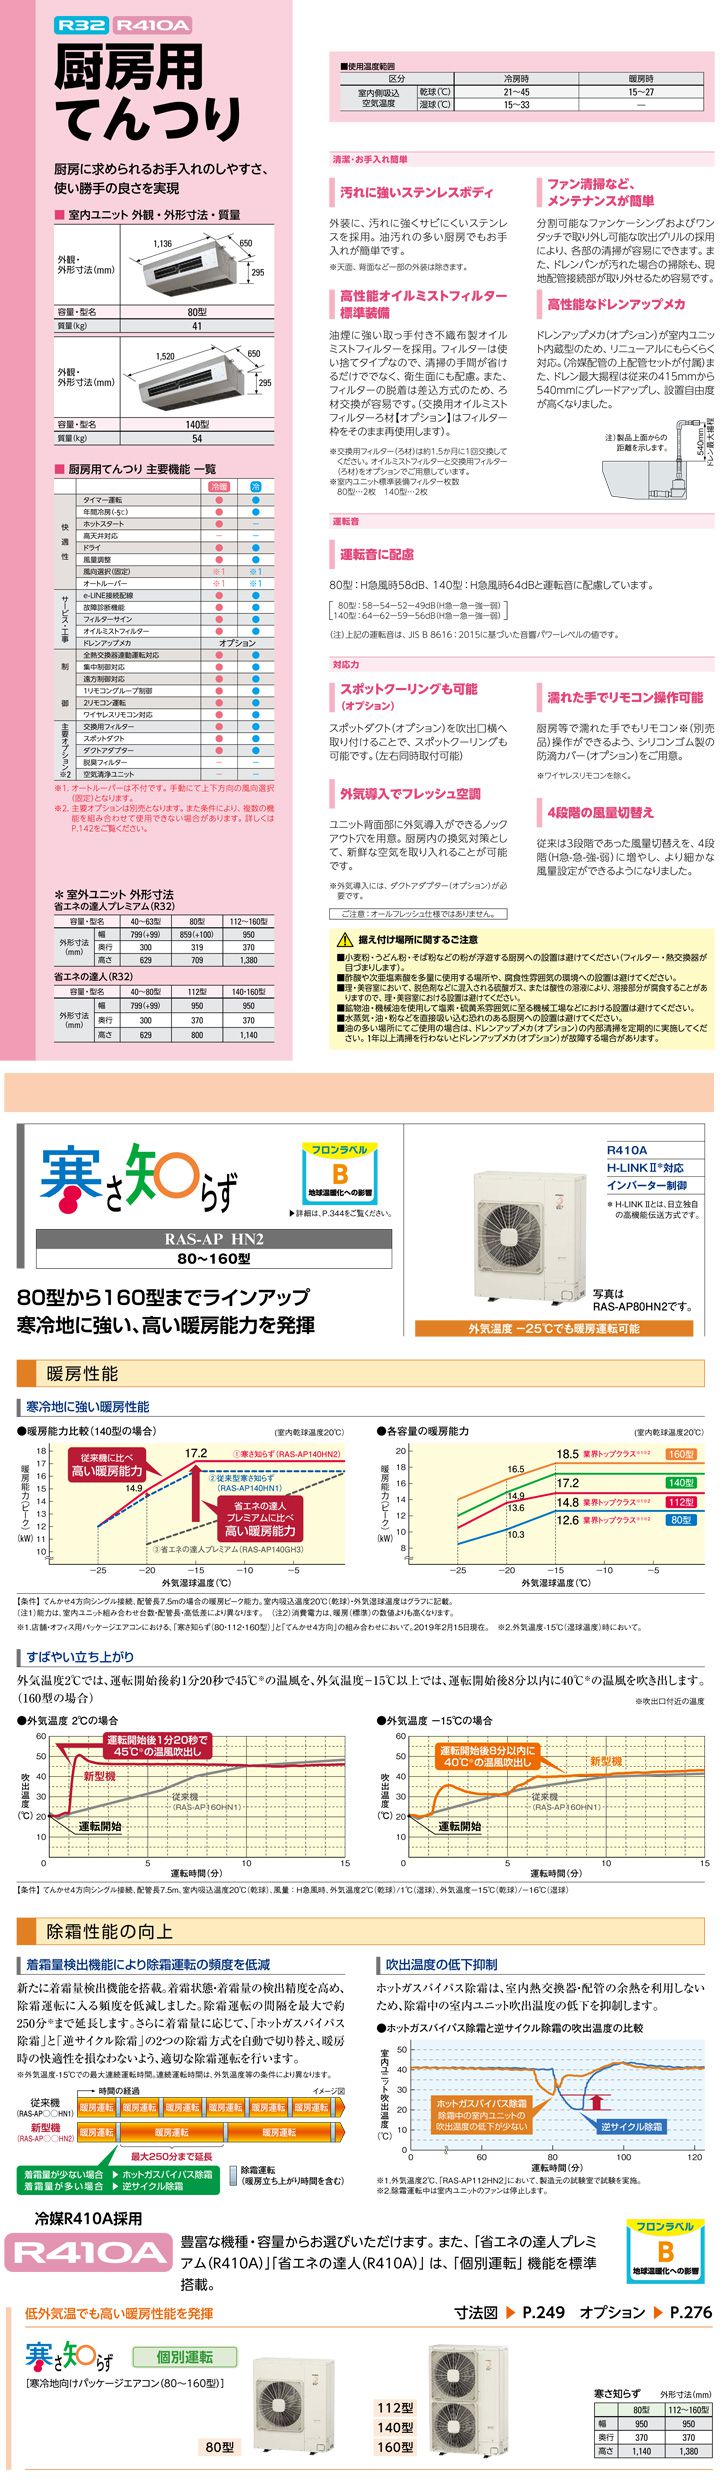 R32 R410A
厨房用
てんつり
厨房に求められるお手入れのしやすさ、
使い勝手の良さを実現
■ 室内ユニット 外観・外形寸法・質量
外観・
外形寸法(mm)
1,136
650
295
容量・型名 80型
質量(kg) 41
外観・
外形寸法(mm)
1,520
650
295
容量・型名 140型
質量(kg) 54
■ 厨房用てんつり 主要機能 一覧
冷暖 冷
快適性
タイマー運転 ● ●
年間冷房(-5℃) ● ●
ホットスタート ● −
高天井対応 − −
ドライ ● ●
風量調整 ● ●
風向選択(固定) ※1 ※1
オートルーバー ※1 ※1
サービス・工事
e-LINE接続配線 ● ●
故障診断機能 ● ●
フィルターサイン ● ●
オイルミストフィルター ● ●
ドレンアップメカ オプション
制御
全熱交換器連動運転対応 ● ●
集中制御対応 ● ●
遠方制御対応 ● ●
1リモコングループ制御 ● ●
2リモコン運転 ● ●
ワイヤレスリモコン対応 ● ●
主要オプション※2
交換用フィルター ● ●
スポットダクト ● ●
ダクトアダプター ● ●
脱臭フィルター − −
空気清浄ユニット − −
※1. オートルーバーは不付です。手動にて上下方向の風向選択
(固定)となります。
※2. 主要オプションは別売となります。また条件により、複数の機
能を組み合わせて使用できない場合があります。詳しくは
P.142をご覧ください。
＊ 室外ユニット 外形寸法
省エネの達人プレミアム(R32)
容量・型名 40〜63型 80型 112〜160型
外形寸法(mm)
幅 799(+99) 859(+100) 950
奥行 300 319 370
高さ 629 709 1,380
省エネの達人(R32)
容量・型名 40〜80型 112型 140・160型
外形寸法(mm)
幅 799(+99) 950 950
奥行 300 370 370
高さ 629 800 1,140
■使用温度範囲
区分 冷房時 暖房時
室内側吸込
空気温度
乾球(℃) 21〜45 15〜27
湿球(℃) 15〜33 —
清潔・お手入れ簡単
汚れに強いステンレスボディ
外装に、汚れに強くサビにくいステンレ
スを採用。油汚れの多い厨房でもお手
入れが簡単です。
※天面、背面など一部の外装は除きます。
高性能オイルミストフィルター
標準装備
油煙に強い取っ手付き不織布製オイル
ミストフィルターを採用。フィルターは使
い捨てタイプなので、清掃の手間が省け
るだけででなく、衛生面にも配慮。また、
フィルターの脱着は差込方式のため、ろ
材交換が容易です。(交換用オイルミスト
フィルターろ材【オプション】はフィルター
枠をそのまま再使用します)。
※交換用フィルター(ろ材)は約1.5か月に1回交換して
ください。オイルミストフィルターと交換用フィルター
(ろ材)をオプションでご用意しています。
※室内ユニット標準装備フィルター枚数
80型…2枚 140型…2枚
ファン清掃など、
メンテナンスが簡単
分割可能なファンケーシングおよびワン
タッチで取り外し可能な吹出グリルの採用
により、各部の清掃が容易にできます。ま
た、ドレンパンが汚れた場合の掃除も、現
地配管接続部が取り外せるため容易です。
高性能なドレンアップメカ
ドレンアップメカ(オプション)が室内ユニッ
ト内蔵型のため、リニューアルにもらくらく
対応。(冷媒配管の上配管セットが付属)ま
た、ドレン最大揚程は従来の415mmから
540mmにグレードアップし、設置自由度
が高くなりました。
注)製品上面からの
距離を示します。
540mm
ドレン最大揚程
運転音
運転音に配慮
80型：H急風時58dB、140型：H急風時64dBと運転音に配慮しています。
80型：58−54−52−49dB(H急−急−強−弱)
140型：64−62−59−56dB(H急−急−強−弱)
(注)上記の運転音は、JIS B 8616：2015に基づいた音響パワーレベルの値です。
対応力
スポットクーリングも可能
(オプション)
スポットダクト(オプション)を吹出口横へ
取り付けることで、スポットクーリングも
可能です。(左右同時取付可能)
外気導入でフレッシュ空調
ユニット背面部に外気導入ができるノック
アウト穴を用意。厨房内の換気対策とし
て、新鮮な空気を取り入れることが可能
です。
※外気導入には、ダクトアダプター(オプション)が必
要です。
ご注意：オールフレッシュ仕様ではありません。
濡れた手でリモコン操作可能
厨房等で濡れた手でもリモコン※(別売
品)操作ができるよう、シリコンゴム製の
防滴カバー(オプション)をご用意。
※ワイヤレスリモコンを除く。
4段階の風量切替え
従来は3段階であった風量切替えを、4段
階(H急・急・強・弱)に増やし、より細かな
風量設定ができるようになりました。
据え付け場所に関するご注意
■小麦粉・うどん粉・そば粉などの粉が浮遊する厨房への設置は避けてください(フィルター・熱交換器が
目づまりします)。
■酢酸や次亜塩素酸を多量に使用する場所や、腐食性雰囲気の環境への設置は避けてください。
■理・美容室において、脱色剤などに混入される硫酸ガス、または酸性の溶液により、溶接部分が腐食することがあ
りますので、理・美容室における設置は避けてください。
■鉱物油・機械油を使用して塩素・硫黄系雰囲気に至る機械工場などにおける設置は避けてください。
■水蒸気・油・粉などを直接吸い込む恐れのある厨房への設置は避けてください。
■油の多い場所にてご使用の場合は、ドレンアップメカ(オプション)の内部清掃を定期的に実施してくだ
さい。1年以上清掃を行わないとドレンアップメカ(オプション)が故障する場合があります。
寒さ知らず
フロンラベル
B
地球温暖化への影響
▶詳細は、P.344をご覧ください。
RAS-AP HN2
80〜160型
80型から160型までラインアップ
寒冷地に強い、高い暖房能力を発揮
R410A
H-LINKⅡ*対応
インバーター制御
＊ H-LINKⅡとは、日立独自
の高機能伝送方式です。
写真は
RAS-AP80HN2です。
外気温度 −25℃でも暖房運転可能
暖房性能
寒冷地に強い暖房性能
●暖房能力比較(140型の場合) (室内乾球温度20℃)
暖房能力(ピーク)(kW)
18
17
16
15
14
13
12
11
10
従来機に比べ
高い暖房能力
17.2
14.9
①寒さ知らず(RAS-AP140HN2)
②従来型寒さ知らず
(RAS-AP140HN1)
省エネの達人
プレミアムに比べ
高い暖房能力
③省エネの達人プレミアム(RAS-AP140GH3)
−25 −20 −15 −10 −5
外気湿球温度(℃)
●各容量の暖房能力 (室内乾球温度20℃)
暖房能力(ピーク)(kW)
20
18
16
14
12
10
8
16.5
14.9
13.6
10.3
18.5 業界トップクラス※1※2 160型
17.2 140型
14.8 業界トップクラス※1※2 112型
12.6 業界トップクラス※1※2 80型
−25 −20 −15 −10 −5
外気湿球温度(℃)
【条件】てんかせ4方向シングル接続、配管長7.5mの場合の暖房ピーク能力。室内吸込温度20℃(乾球)・外気湿球温度はグラフに記載。
(注1)能力は、室内ユニット組み合わせ台数・配管長・高低差により異なります。 (注2)消費電力は、暖房(標準)の数値よりも高くなります。
※1.店舗・オフィス用パッケージエアコンにおける、「寒さ知らず(80・112・160型)」と「てんかせ4方向」の組み合わせにおいて。2019年2月15日現在。 ※2.外気温度-15℃(湿球温度)時において。
すばやい立ち上がり
外気温度2℃では、運転開始後約1分20秒で45℃※の温風を、外気温度−15℃以上では、運転開始後8分以内に40℃※の温風を吹き出します。
(160型の場合)
※吹出口付近の温度
●外気温度 2℃の場合
吹出温度(℃)
60
50
40
30
20
10
運転開始後1分20秒で
45℃※の温風吹出し
新型機
従来機
(RAS-AP160HN1)
運転開始
0 5 10 15
運転時間(分)
●外気温度 −15℃の場合
吹出温度(℃)
60
50
40
30
20
10
運転開始後8分以内に
40℃※の温風吹出し
新型機
従来機
(RAS-AP160HN1)
運転開始
0 5 10 15
運転時間(分)
【条件】てんかせ4方向シングル接続、配管長7.5m、室内吸込温度20℃(乾球)、風量：H急風時、外気温度2℃(乾球)/1℃(湿球)、外気温度−15℃(乾球)/−16℃(湿球)
除霜性能の向上
着霜量検出機能により除霜運転の頻度を低減
新たに着霜量検出機能を搭載。着霜状態・着霜量の検出精度を高め、
除霜運転に入る頻度を低減しました。除霜運転の間隔を最大で約
250分※まで延長します。さらに着霜量に応じて、「ホットガスバイパス
除霜」と「逆サイクル除霜」の2つの除霜方式を自動で切り替え、暖房
時の快適性を損なわないよう、適切な除霜運転を行います。
※外気温度-15℃での最大連続運転時間。連続運転時間は、外気温度等の条件により異なります。
時間の経過 イメージ図
従来機
(RAS-AP○○HN1)
暖房運転 暖房運転 暖房運転 暖房運転 暖房運転 暖房運転
新型機
(RAS-AP○○HN2)
暖房運転 暖房運転 暖房運転
最大250分まで延長
着霜量が少ない場合 ▶ ホットガスバイパス除霜
着霜量が多い場合 ▶ 逆サイクル除霜
除霜運転
(暖房立ち上がり時間を含む)
吹出温度の低下抑制
ホットガスバイパス除霜は、室内熱交換器・配管の余熱を利用しない
ため、除霜中の室内ユニット吹出温度の低下を抑制します。
●ホットガスバイパス除霜と逆サイクル除霜の吹出温度の比較
室内ユニット吹出温度(℃)
50
40
30
20
10
0
ホットガスバイパス除霜
除霜中の室内ユニットの
吹出温度の低下が少ない
逆サイクル除霜
0 60 80 100 120
運転時間(分)
※1.外気温度2℃、「RAS-AP112HN2」において、製造元の試験室で試験を実施。
※2.除霜運転中は室内ユニットのファンは停止します。
冷媒R410A採用
R410A
豊富な機種・容量からお選びいただけます。また、「省エネの達人プレミ
アム(R410A)」「省エネの達人(R410A)」は、「個別運転」機能を標準
搭載。
フロンラベル
B
地球温暖化への影響
低外気温でも高い暖房性能を発揮
寸法図 ▶ P.249 オプション ▶ P.276
寒さ知らず
個別運転
[寒冷地向けパッケージエアコン(80〜160型)]
80型
112型
140型
160型
寒さ知らず 外形寸法(mm)
80型 112〜160型
幅 950 950
奥行 370 370
高さ 1,140 1,380